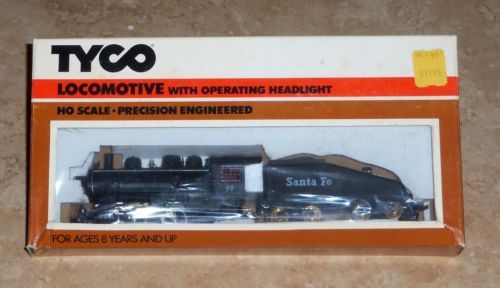 TYCO
LOCOMOTIVE WITH OPERATING HEADLIGHT
HO SCALE • PRECISION ENGINEERED
99
Santa Fe
FOR AGES 8 YEARS AND UP